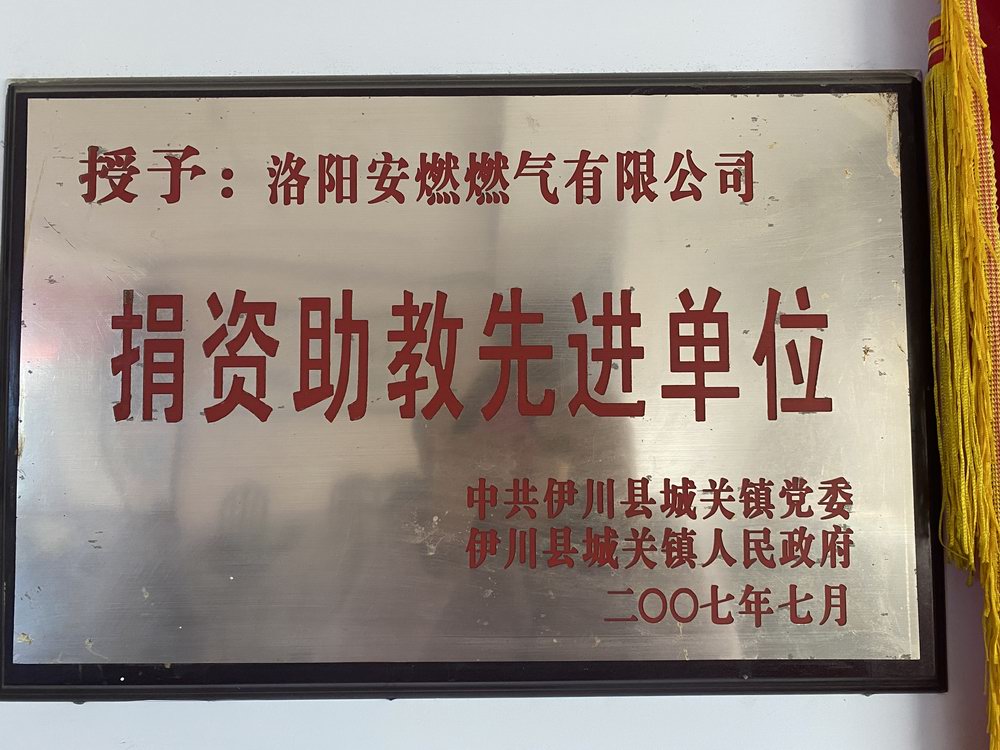 授予：洛阳安燃燃气有限公司
捐资助教先进单位
中共伊川县城关镇党委
伊川县城关镇人民政府
二〇〇七年七月